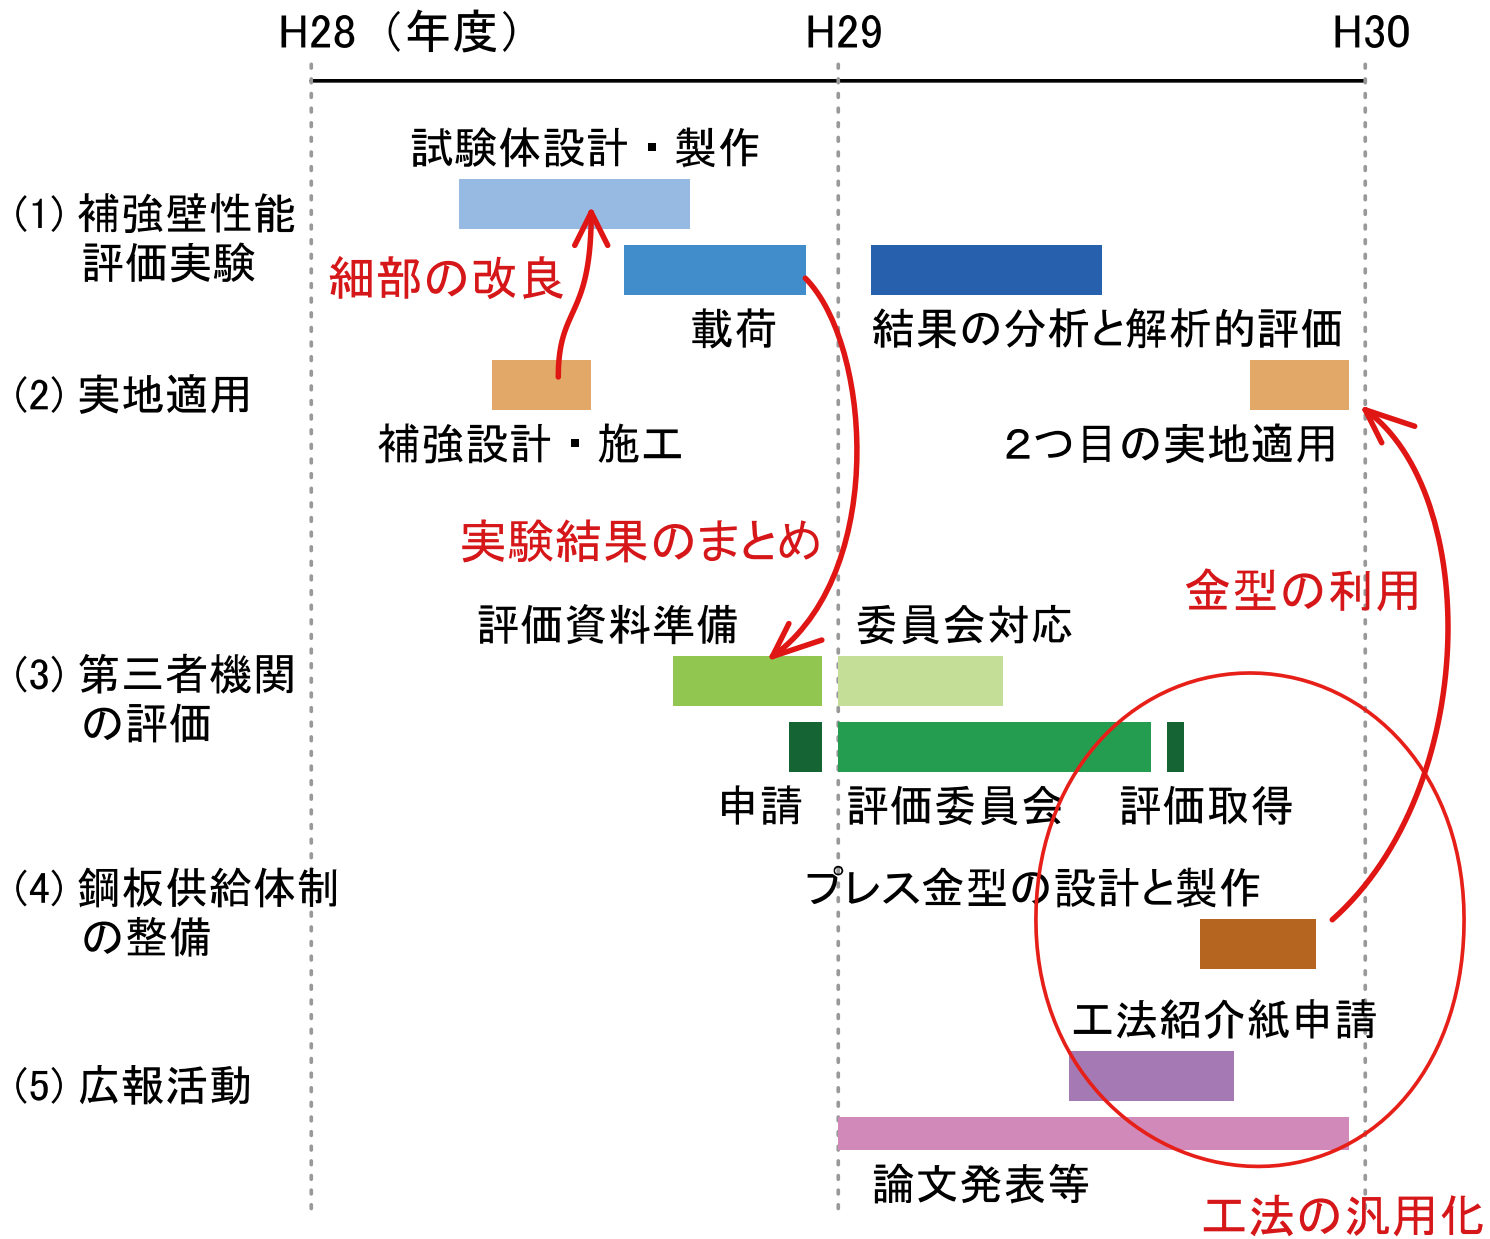 H28（年度）
H29
H30
試験体設計・製作
(1) 補強壁性能
評価実験
細部の改良
載荷
結果の分析と解析的評価
(2) 実地適用
補強設計・施工
２つ目の実地適用
実験結果のまとめ
金型の利用
評価資料準備
委員会対応
(3) 第三者機関
の評価
申請
評価委員会
評価取得
(4) 鋼板供給体制
の整備
プレス金型の設計と製作
工法紹介紙申請
(5) 広報活動
論文発表等
工法の汎用化